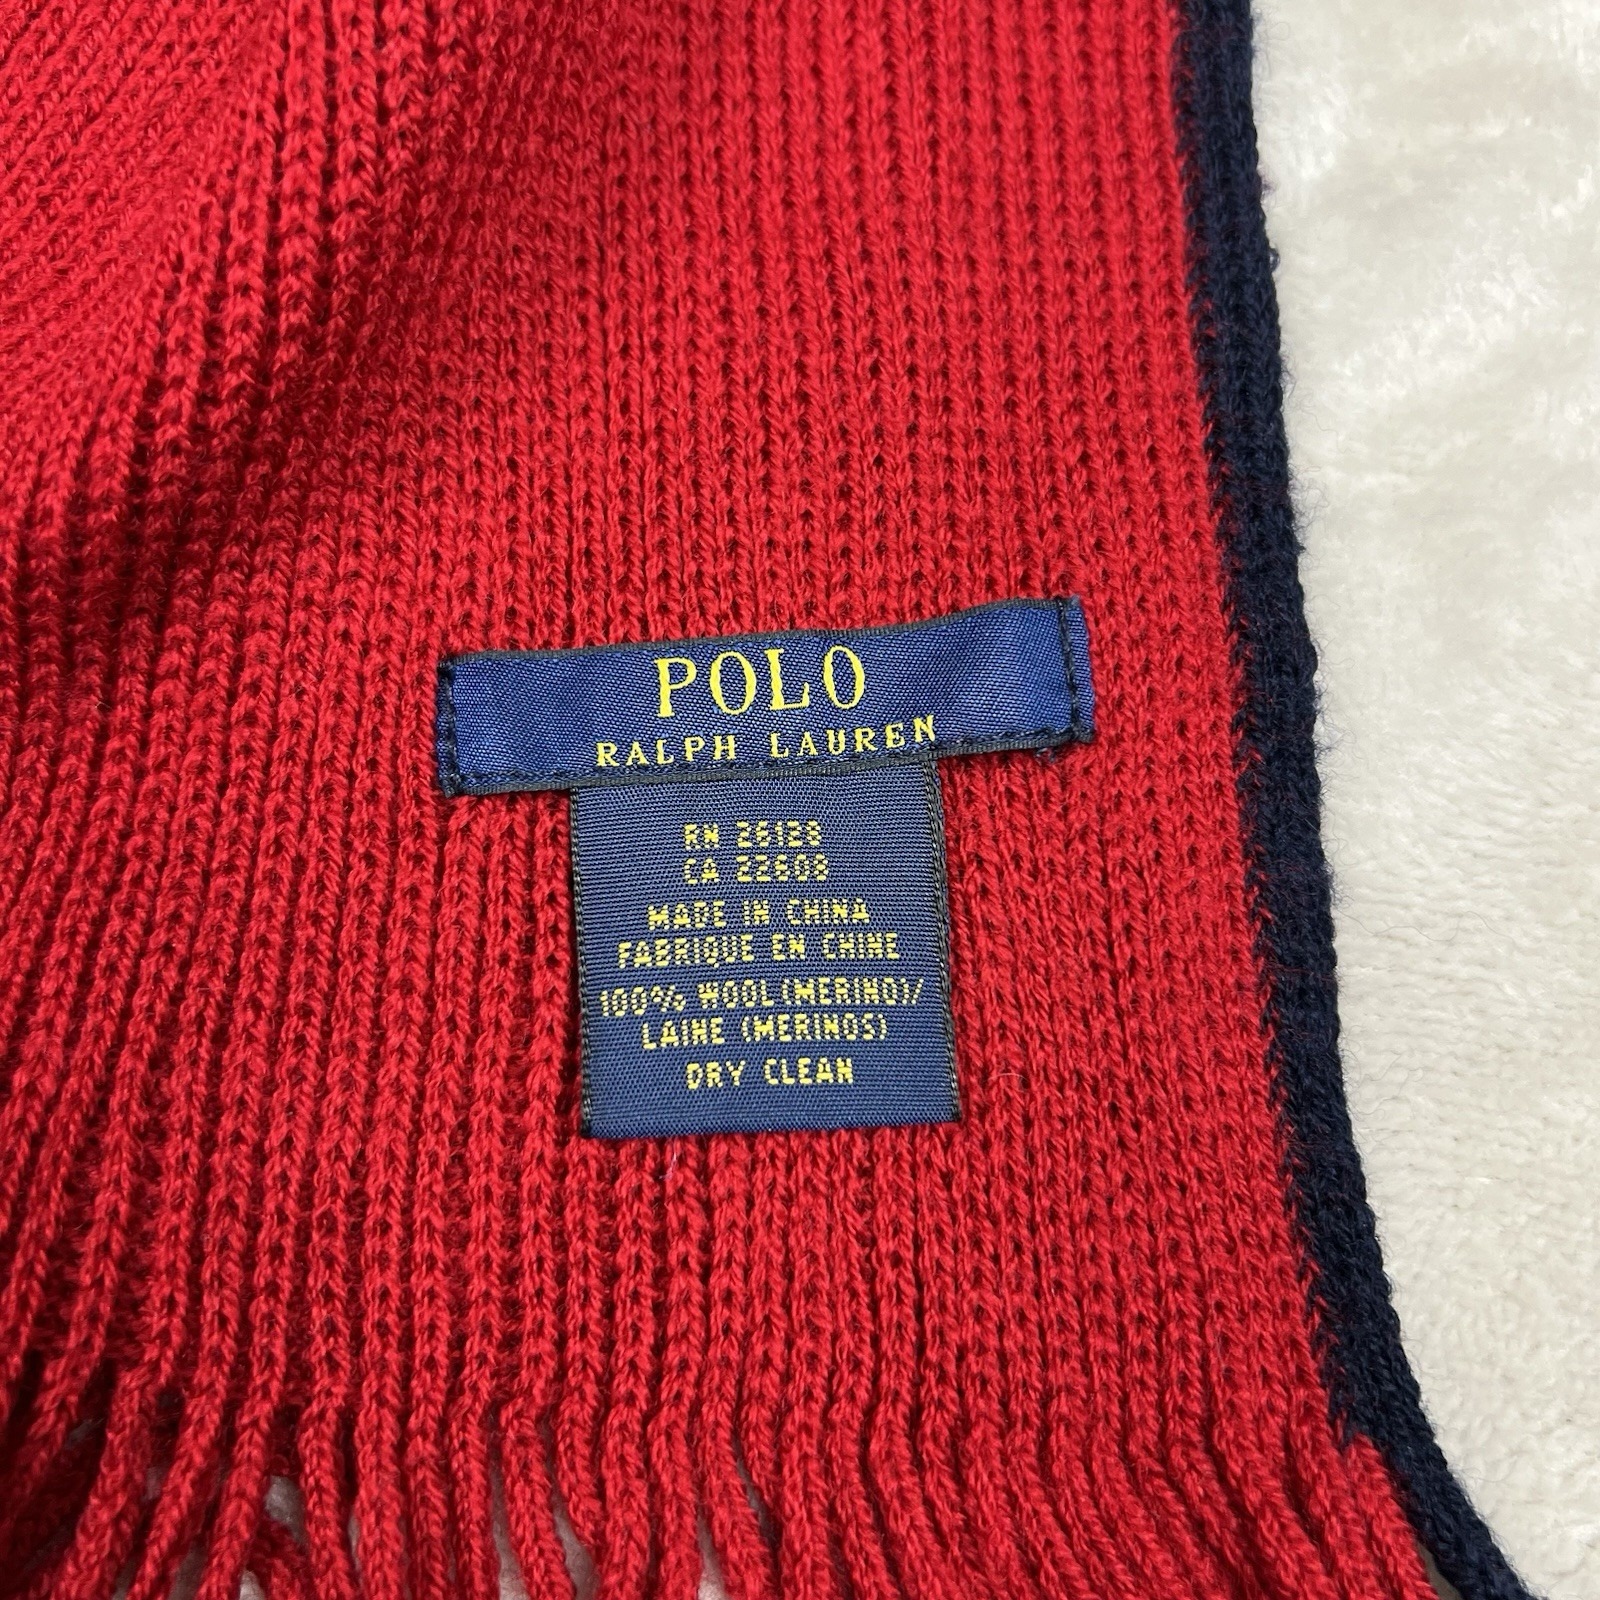 POLO
RALPH LAUREN
RN 26128
CA 22608
MADE IN CHINA
FABRIQUE EN CHINE
100% WOOL (MERINO)/
LAINE (MERINOS)
DRY CLEAN